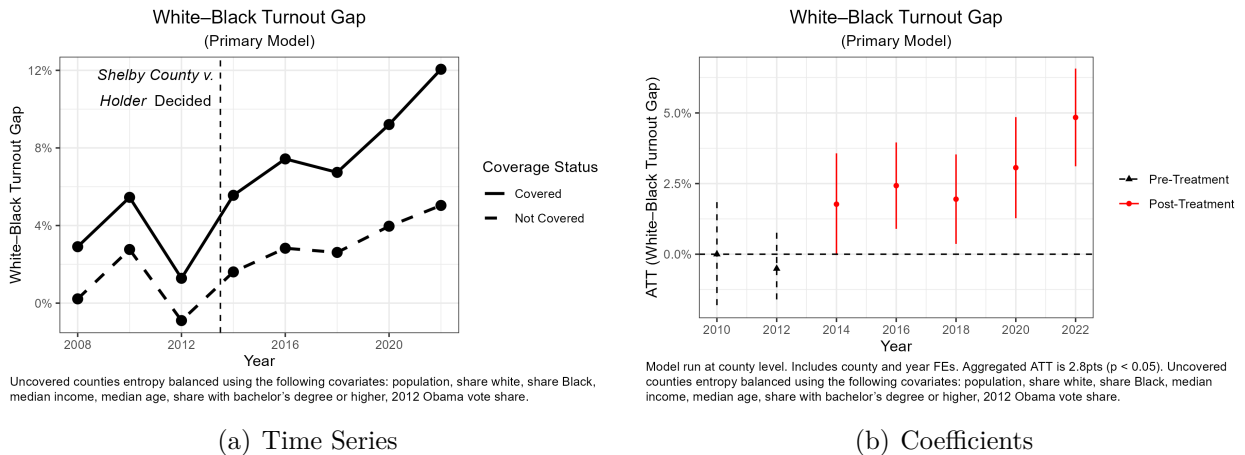 White–Black Turnout Gap
(Primary Model)
White–Black Turnout Gap
12%
8%
4%
0%
Shelby County v.
Holder Decided
2008
2012
2016
2020
Year
Coverage Status
Covered
Not Covered
Uncovered counties entropy balanced using the following covariates: population, share white, share Black,
median income, median age, share with bachelor's degree or higher, 2012 Obama vote share.
(a) Time Series
White–Black Turnout Gap
(Primary Model)
ATT (White–Black Turnout Gap)
5.0%
2.5%
0.0%
2010
2012
2014
2016
2018
2020
2022
Year
Pre-Treatment
Post-Treatment
Model run at county level. Includes county and year FEs. Aggregated ATT is 2.8pts (p < 0.05). Uncovered
counties entropy balanced using the following covariates: population, share white, share Black, median
income, median age, share with bachelor's degree or higher, 2012 Obama vote share.
(b) Coefficients